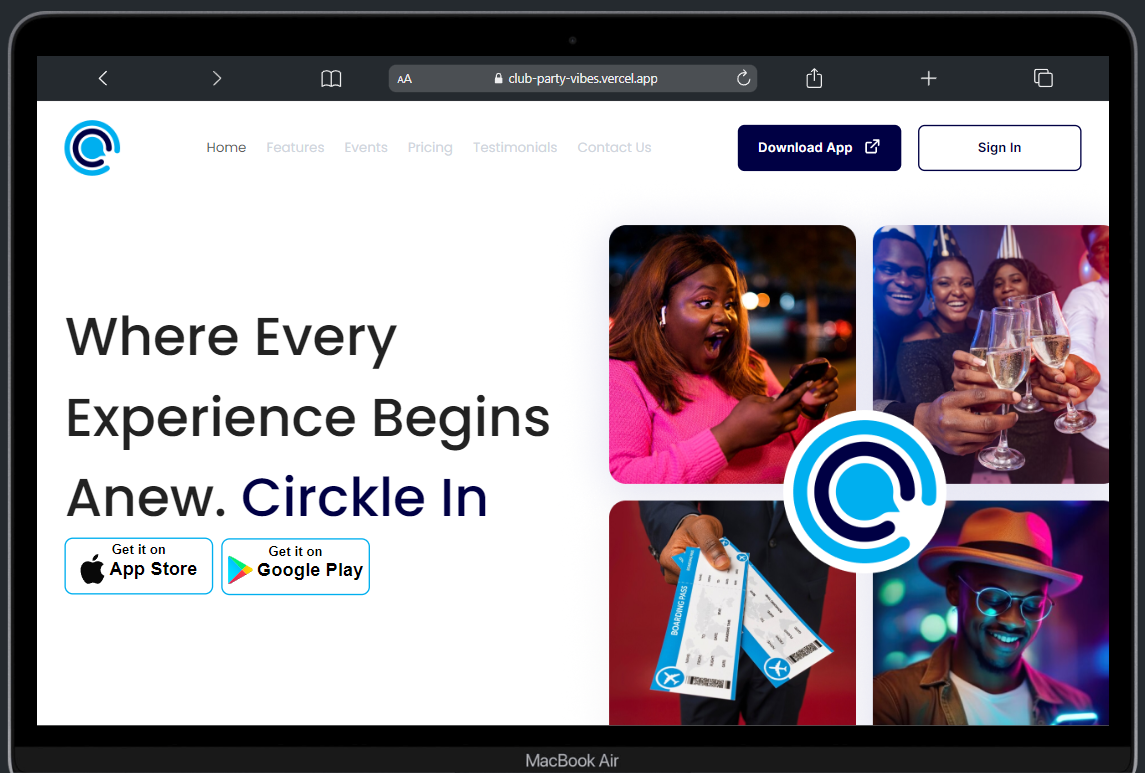 AA club-party-vibes.vercel.app
Home Features Events Pricing Testimonials Contact Us Download App Sign In
Where Every
Experience Begins
Anew. Circkle In
Get it on
App Store
Get it on
Google Play
BOARDING PASS
MacBook Air